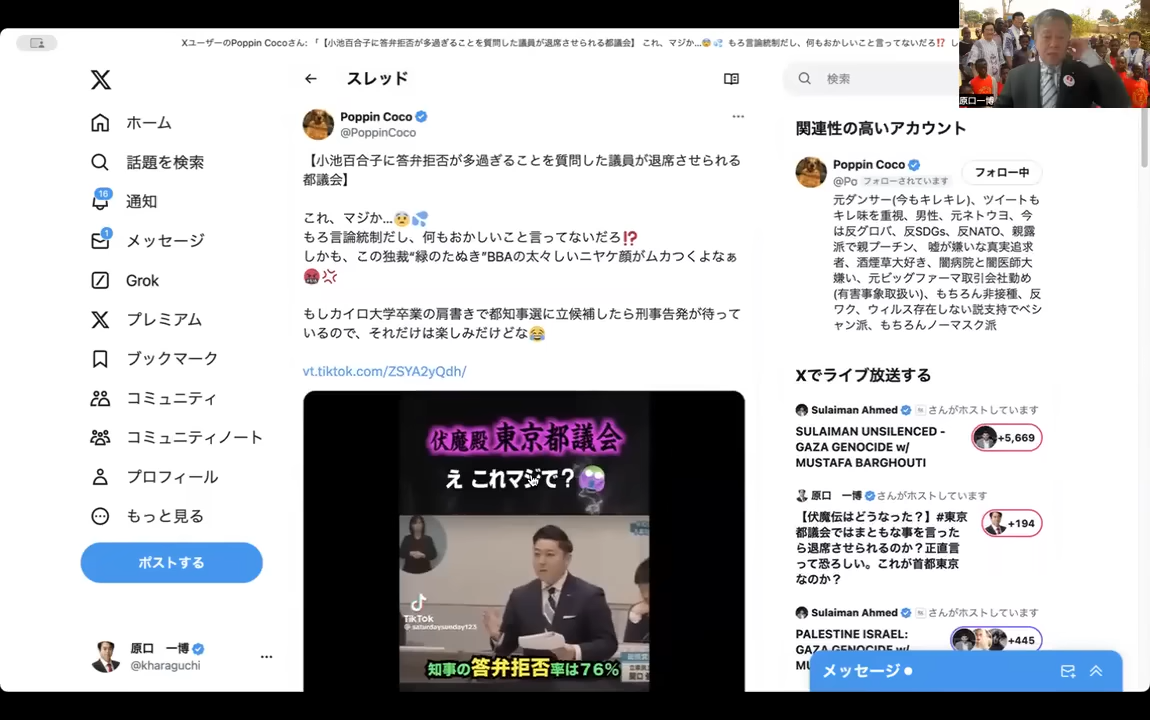 XユーザーのPoppin Cocoさん: 「【小池百合子に答弁拒否が多過ぎることを質問した議員が退席させられる都議会】 これ、マジか…😨💦 もろ言論統制だし、何もおかしいこと言ってないだろ⁉️ し
原口一博
ホーム
話題を検索
16
通知
1
メッセージ
Grok
プレミアム
ブックマーク
コミュニティ
コミュニティノート
プロフィール
もっと見る
ポストする
原口 一博
@kharaguchi
スレッド
Poppin Coco
@PoppinCoco
【小池百合子に答弁拒否が多過ぎることを質問した議員が退席させられる
都議会】
これ、マジか...😨💦
もろ言論統制だし、何もおかしいこと言ってないだろ⁉️
しかも、この独裁“緑のたぬき”BBAの太々しいニヤケ顔がムカつくよなぁ
🤬💢
もしカイロ大学卒業の肩書きで都知事選に立候補したら刑事告発が待って
いるので、それだけは楽しみだけどな😂
vt.tiktok.com/ZSYA2yQdh/
伏魔殿 東京都議会
え これマジで？
TikTok
@saturdaysunday123
知事の答弁拒否率は７６%
検索
関連性の高いアカウント
Poppin Coco
@Po フォローされています
フォロー中
元ダンサー(今もキレキレ)、ツイートも
キレ味を重視、男性、元ネトウヨ、今
は反グロバ、反SDGs、反NATO、親露
派で親プーチン、 嘘が嫌いな真実追求
者、酒煙草大好き、闇病院と闇医師大
嫌い、元ビッグファーマ取引会社勤め
(有害事象取扱い)、もちろん非接種、反
ワク、ウィルス存在しない説支持でベシ
ャン派、もちろんノーマスク派
Xでライブ放送する
Sulaiman Ahmed さんがホストしています
SULAIMAN UNSILENCED -
GAZA GENOCIDE w/
MUSTAFA BARGHOUTI
+5,669
原口 一博 さんがホストしています
【伏魔伝はどうなった？】#東京
都議会ではまともな事を言った
ら退席させられるのか？正直言
って恐ろしい。これが首都東京
なのか？
+194
Sulaiman Ahmed さんがホストしています
PALESTINE ISRAEL:
+445
メッセージ